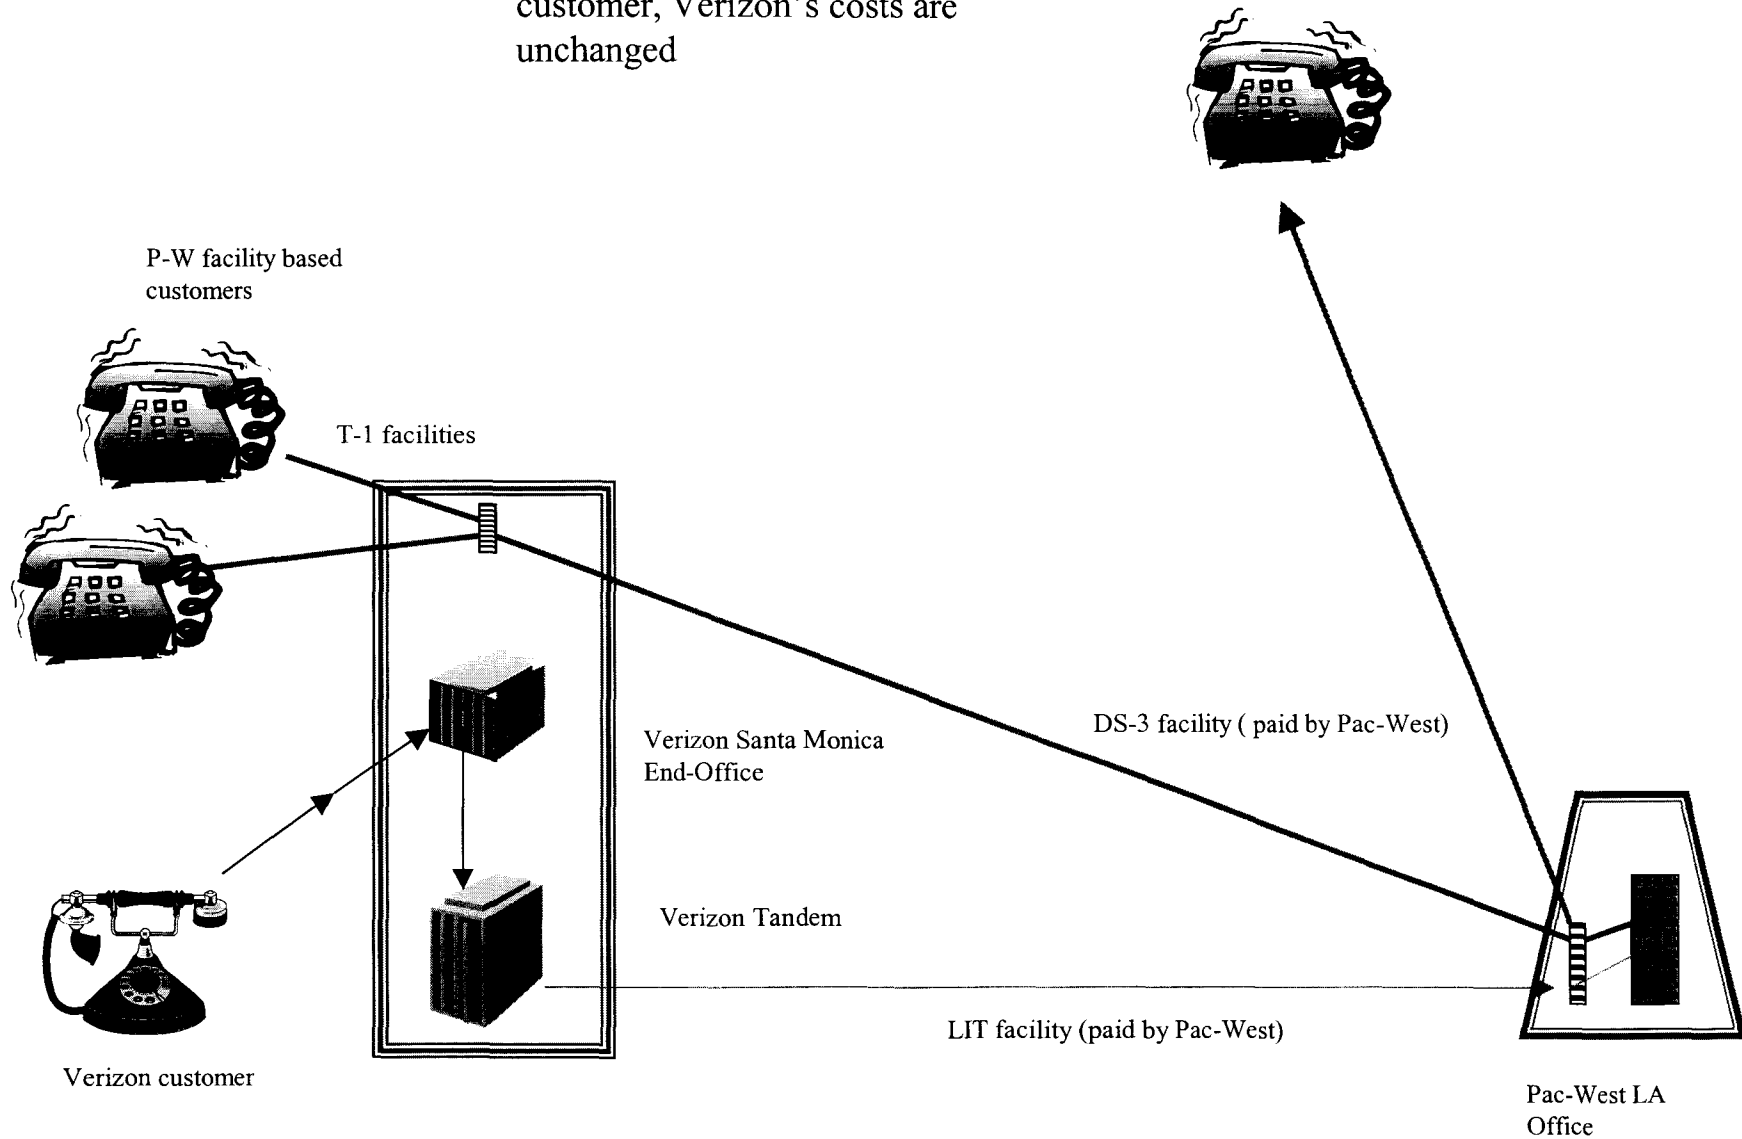 customer, Verizon's costs are
unchanged
P-W facility based
customers
T-1 facilities
DS-3 facility ( paid by Pac-West)
Verizon Santa Monica
End-Office
Verizon Tandem
LIT facility (paid by Pac-West)
Verizon customer
Pac-West LA
Office